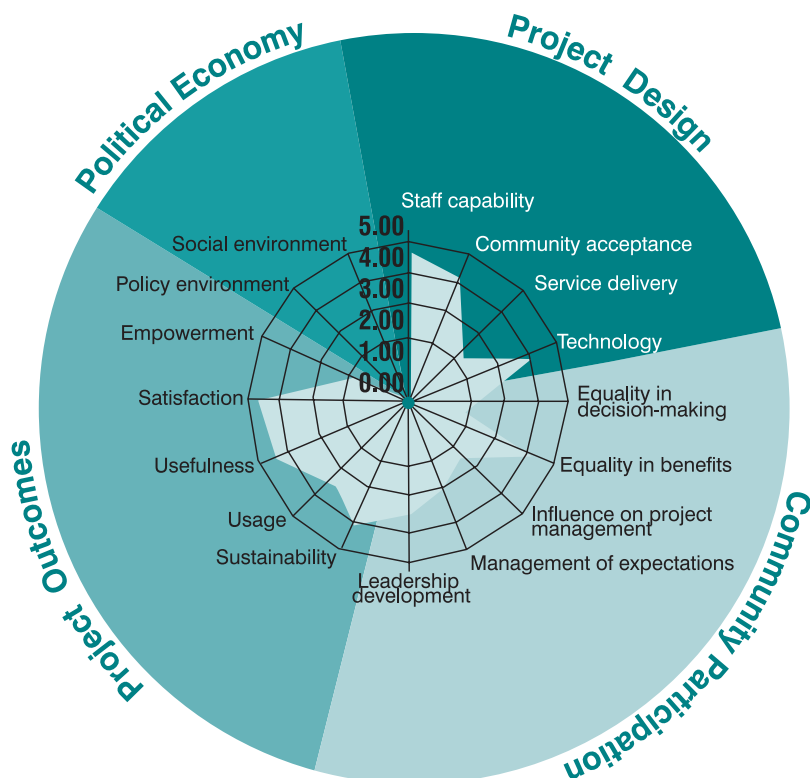 Political Economy
Project Design
Staff capability
5.00
Social environment
Community acceptance
4.00
Policy environment
Service delivery
3.00
Empowerment
2.00
Technology
1.00
0.00
Satisfaction
Equality in
decision-making
Usefulness
Equality in benefits
Usage
Influence on project
management
Sustainability
Management of expectations
Leadership
development
Project Outcomes
Community Participation